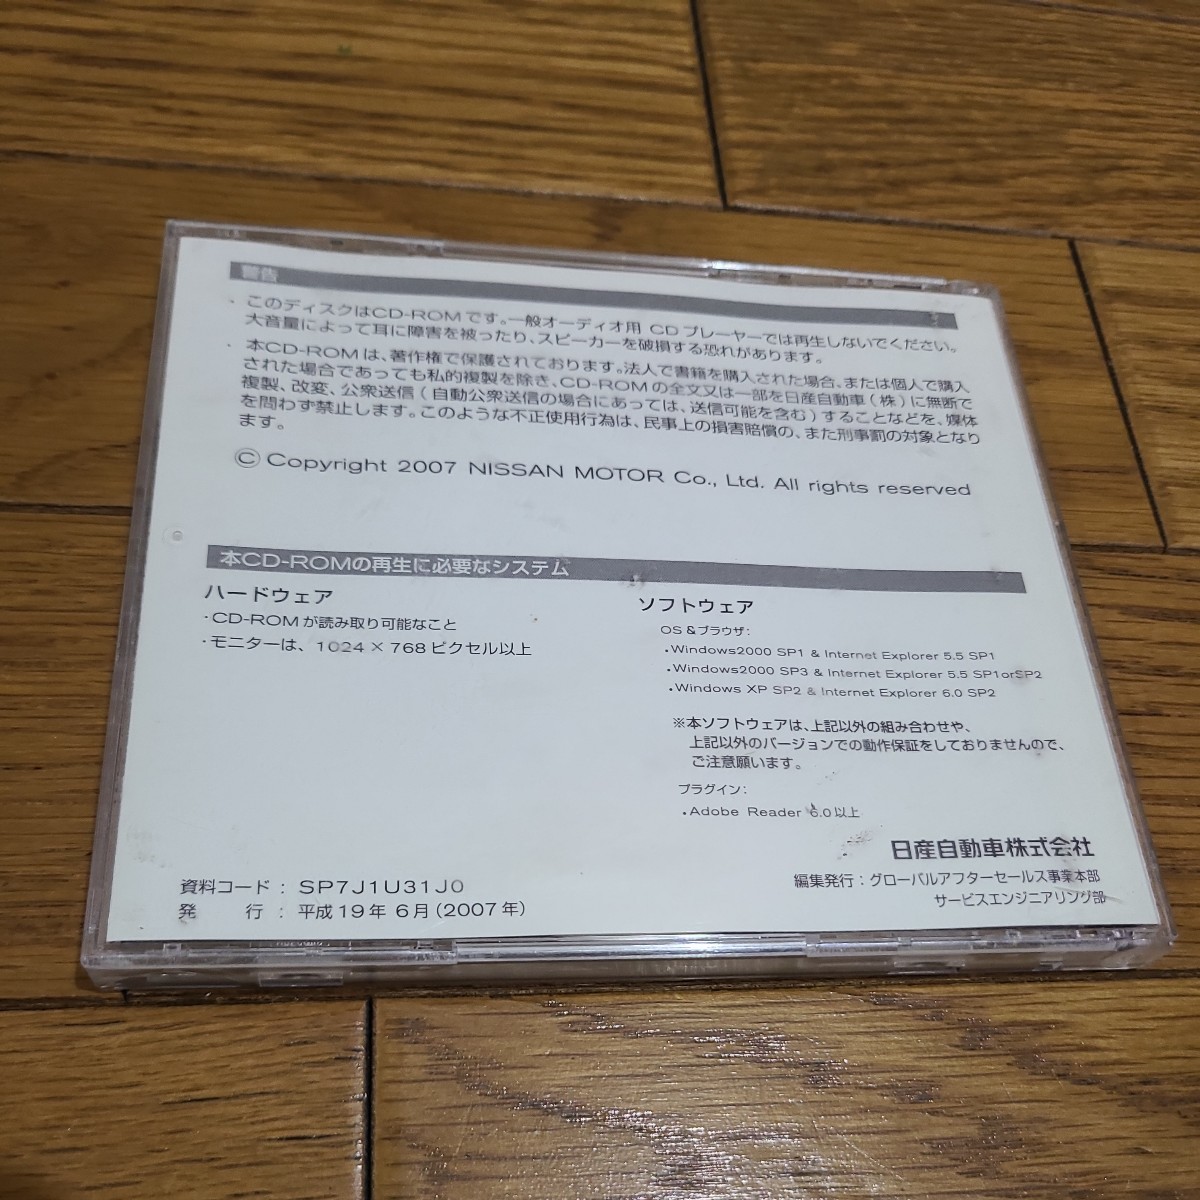 警告
・このディスクはCD-ROMです。一般オーディオ用 CD プレーヤーでは再生しないでください。
大音量によって耳に障害を被ったり、スピーカーを破損する恐れがあります。
・本CD-ROMは、著作権で保護されております。法人で書籍を購入された場合、または個人で購入
された場合であっても私的複製を除き、CD-ROMの全文又は一部を日産自動車（株）に無断で
複製、改変、公衆送信（自動公衆送信の場合にあっては、送信可能を含む）することなどを、媒体
を問わず禁止します。このような不正使用行為は、民事上の損害賠償の、また刑事罰の対象となり
ます。
© Copyright 2007 NISSAN MOTOR Co., Ltd. All rights reserved
本CD-ROMの再生に必要なシステム
ハードウェア
・CD-ROMが読み取り可能なこと
・モニターは、1024×768ピクセル以上
ソフトウェア
OS＆ブラウザ：
・Windows2000 SP1 & Internet Explorer 5.5 SP1
・Windows2000 SP3 & Internet Explorer 5.5 SP1orSP2
・Windows XP SP2 & Internet Explorer 6.0 SP2
※本ソフトウェアは、上記以外の組み合わせや、
上記以外のバージョンでの動作保証をしておりませんので、
ご注意願います。
プラグイン：
・Adobe Reader 6.0以上
日産自動車株式会社
編集発行：グローバルアフターセールス事業本部
サービスエンジニアリング部
資料コード：SP7J1U31J0
発　行：平成19年 6月(2007年)